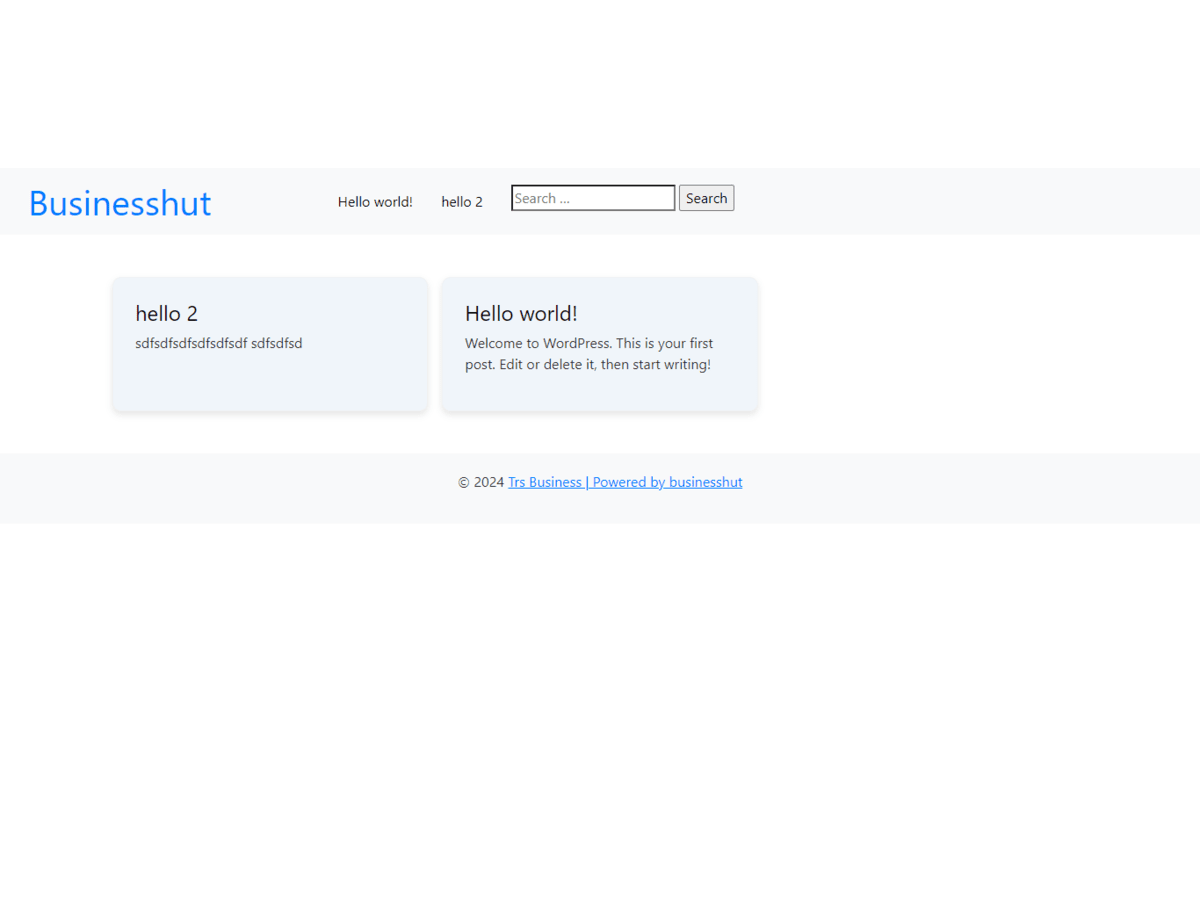 Businesshut
Hello world! hello 2 Search ... Search
hello 2
sdfsdfsdfsdfsdfsdf sdfsdfsd
Hello world!
Welcome to WordPress. This is your first
post. Edit or delete it, then start writing!
© 2024 Trs Business | Powered by businesshut